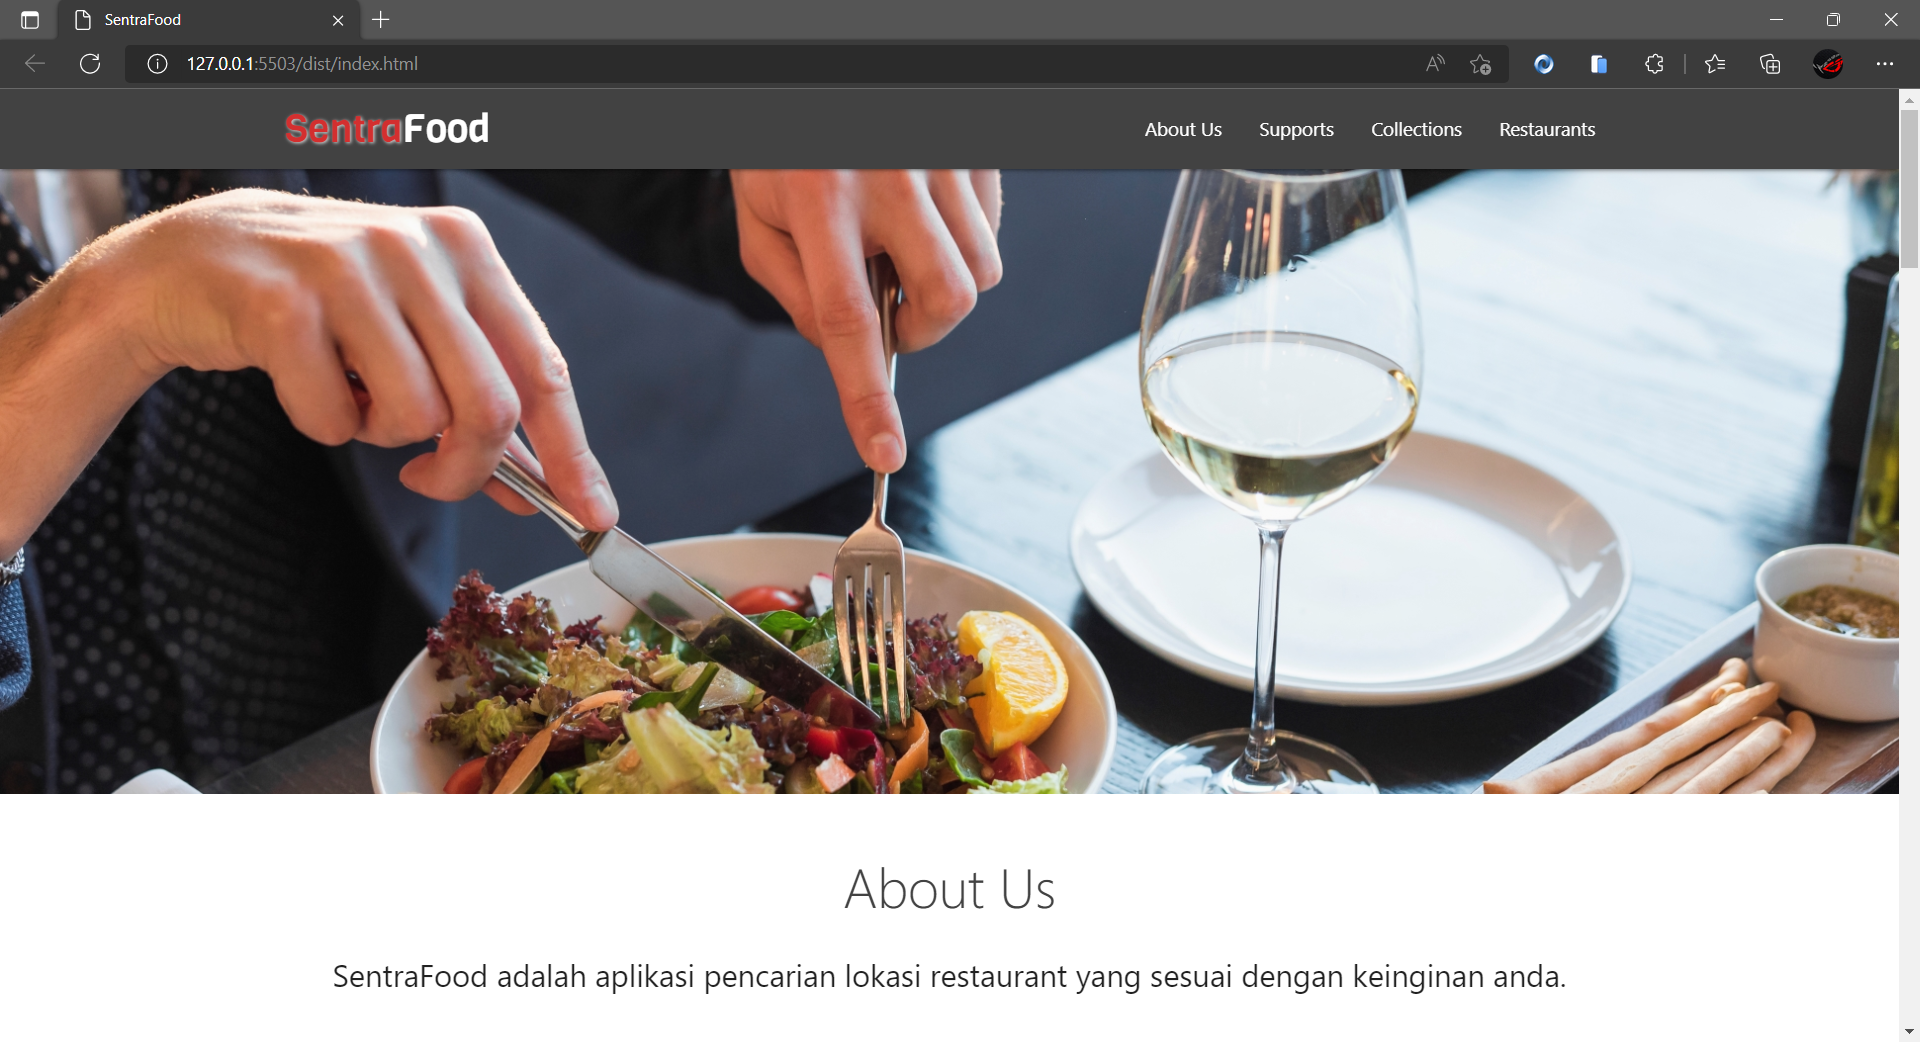 SentraFood
127.0.0.1:5503/dist/index.html
SentraFood
About Us Supports Collections Restaurants
About Us
SentraFood adalah aplikasi pencarian lokasi restaurant yang sesuai dengan keinginan anda.